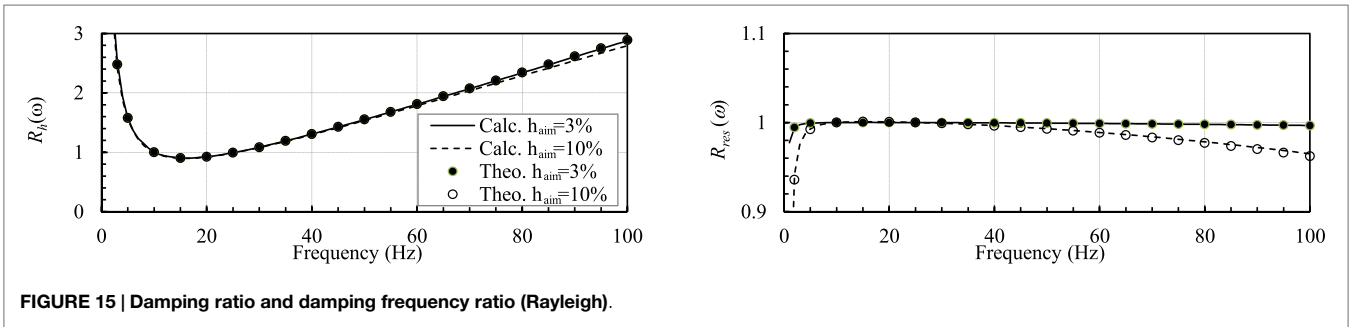 3
2
1
0
R_h(ω)
Calc. h_aim=3%
Calc. h_aim=10%
Theo. h_aim=3%
Theo. h_aim=10%
0 20 40 60 80 100
Frequency (Hz)
1.1
1
0.9
R_res (ω)
0 20 40 60 80 100
Frequency (Hz)
FIGURE 15 | Damping ratio and damping frequency ratio (Rayleigh).